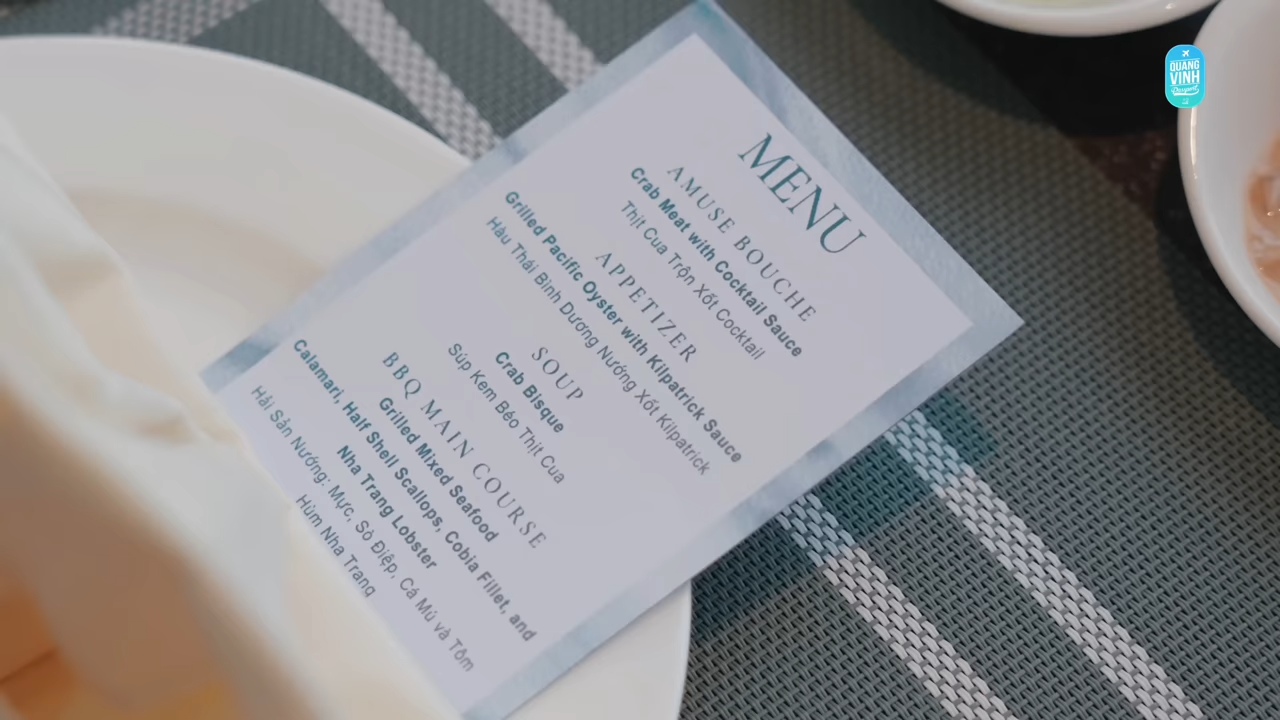 MENU
AMUSE BOUCHE
Crab Meat with Cocktail Sauce
Thịt Cua Trộn Xốt Cocktail
APPETIZER
Grilled Pacific Oyster with Kilpatrick Sauce
Hàu Thái Bình Dương Nướng Xốt Kilpatrick
SOUP
Crab Bisque
Súp Kem Béo Thịt Cua
BBQ MAIN COURSE
Grilled Mixed Seafood
Calamari, Half Shell Scallops, Cobia Fillet, and
Nha Trang Lobster
Hải Sản Nướng: Mực, Sò Điệp, Cá Mú và Tôm
Hùm Nha Trang
QUANG
VINH
Passport